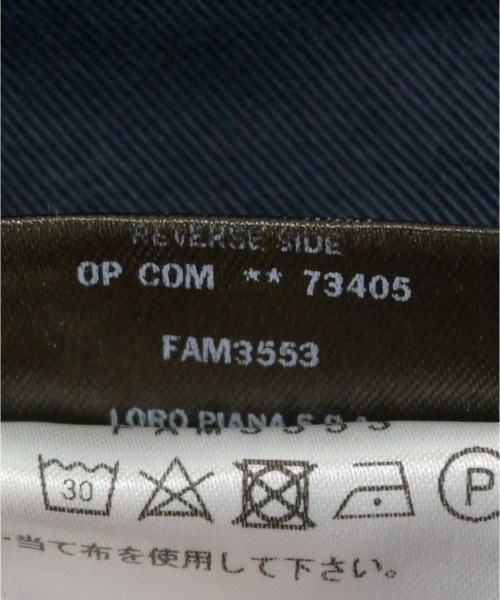 REVERSE SIDE
OP COM ** 73405
FAM3553
LORO PIANA S.P.A
30 P
当て布を使用して下さい。